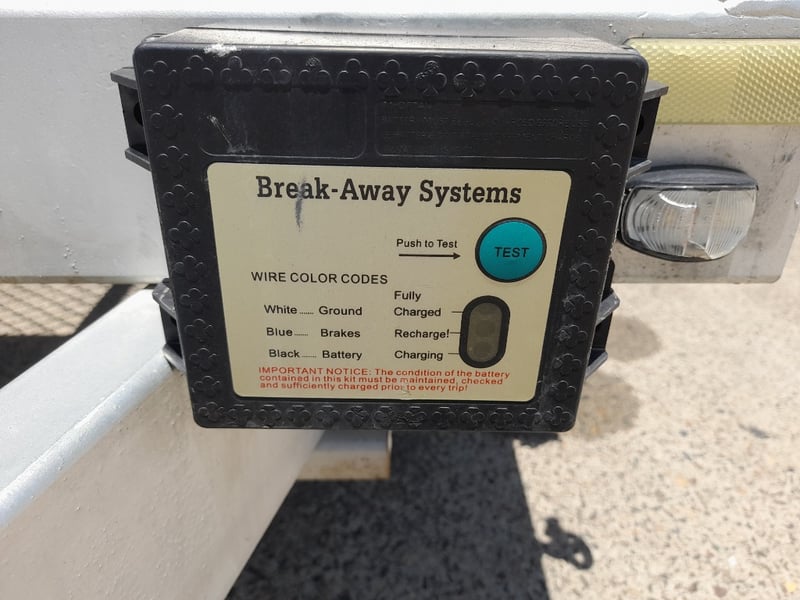 Break-Away Systems
Push to Test
TEST
WIRE COLOR CODES
White ...... Ground
Blue ...... Brakes
Black ...... Battery
Fully
Charged
Recharge!
Charging
IMPORTANT NOTICE: The condition of the battery
contained in this kit must be maintained, checked
and sufficiently charged prior to every trip!